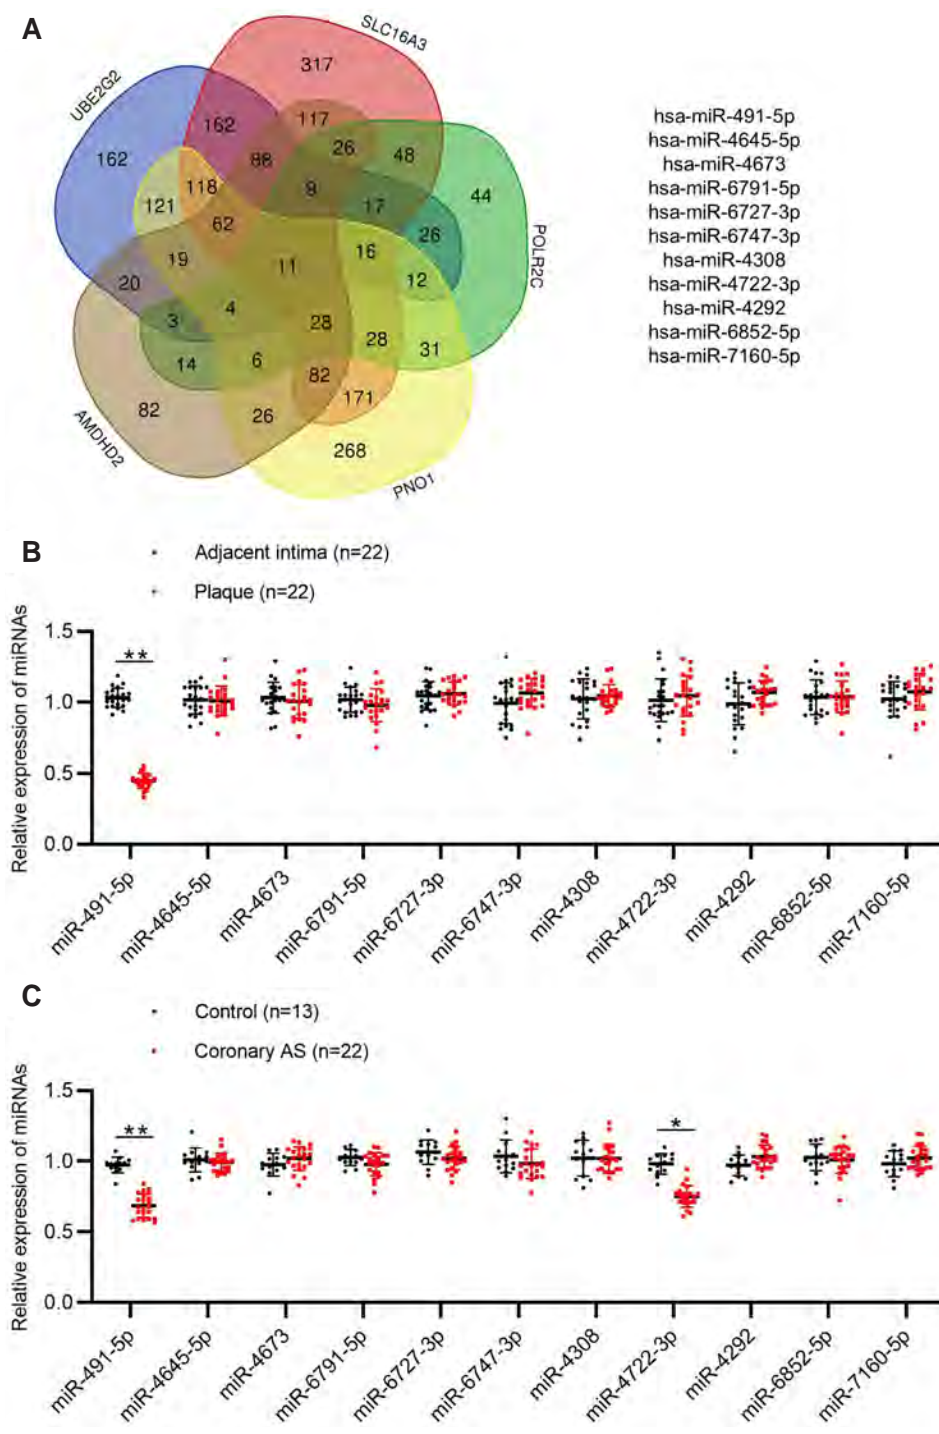 A
SLC16A3
UBE2G2
POLR2C
AMDHD2
PNO1
317
162
117
26
48
88
162
118
9
44
121
17
62
26
19
16
11
12
20
4
3
28
28
31
14
6
82
171
82
26
268
hsa-miR-491-5p
hsa-miR-4645-5p
hsa-miR-4673
hsa-miR-6791-5p
hsa-miR-6727-3p
hsa-miR-6747-3p
hsa-miR-4308
hsa-miR-4722-3p
hsa-miR-4292
hsa-miR-6852-5p
hsa-miR-7160-5p
B
Adjacent intima (n=22)
Plaque (n=22)
Relative expression of miRNAs
1.5
1.0
0.5
0.0
**
miR-491-5p
miR-4645-5p
miR-4673
miR-6791-5p
miR-6727-3p
miR-6747-3p
miR-4308
miR-4722-3p
miR-4292
miR-6852-5p
miR-7160-5p
C
Control (n=13)
Coronary AS (n=22)
Relative expression of miRNAs
1.5
1.0
0.5
0.0
**
*
miR-491-5p
miR-4645-5p
miR-4673
miR-6791-5p
miR-6727-3p
miR-6747-3p
miR-4308
miR-4722-3p
miR-4292
miR-6852-5p
miR-7160-5p